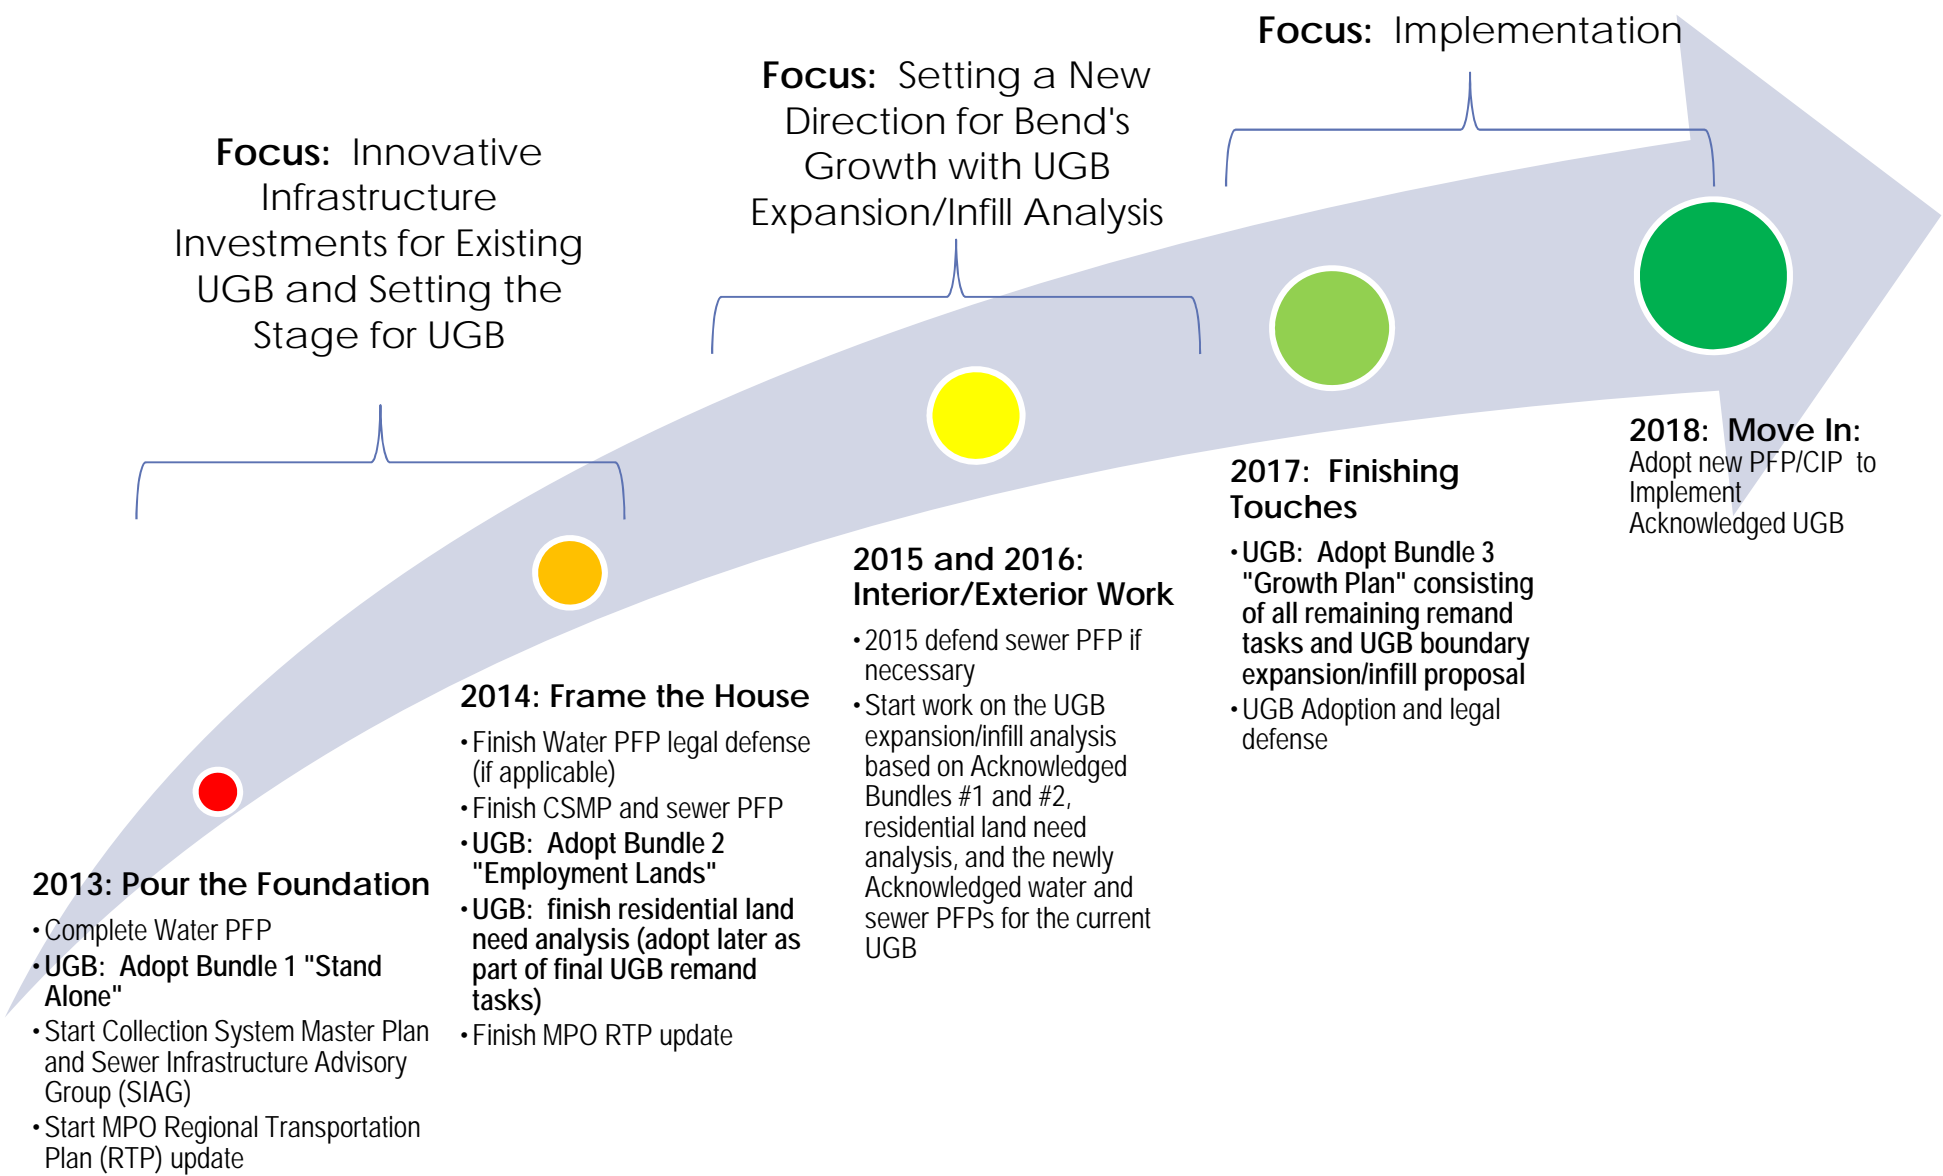 Focus: Implementation
Focus: Setting a New
Direction for Bend's
Growth with UGB
Expansion/Infill Analysis
Focus: Innovative
Infrastructure
Investments for Existing
UGB and Setting the
Stage for UGB
2013: Pour the Foundation
• Complete Water PFP
• UGB: Adopt Bundle 1 "Stand
Alone"
• Start Collection System Master Plan
and Sewer Infrastructure Advisory
Group (SIAG)
• Start MPO Regional Transportation
Plan (RTP) update
2014: Frame the House
• Finish Water PFP legal defense
(if applicable)
• Finish CSMP and sewer PFP
• UGB: Adopt Bundle 2
"Employment Lands"
• UGB: finish residential land
need analysis (adopt later as
part of final UGB remand
tasks)
• Finish MPO RTP update
2015 and 2016:
Interior/Exterior Work
• 2015 defend sewer PFP if
necessary
• Start work on the UGB
expansion/infill analysis
based on Acknowledged
Bundles #1 and #2,
residential land need
analysis, and the newly
Acknowledged water and
sewer PFPs for the current
UGB
2017: Finishing
Touches
• UGB: Adopt Bundle 3
"Growth Plan" consisting
of all remaining remand
tasks and UGB boundary
expansion/infill proposal
• UGB Adoption and legal
defense
2018: Move In:
Adopt new PFP/CIP to
Implement
Acknowledged UGB